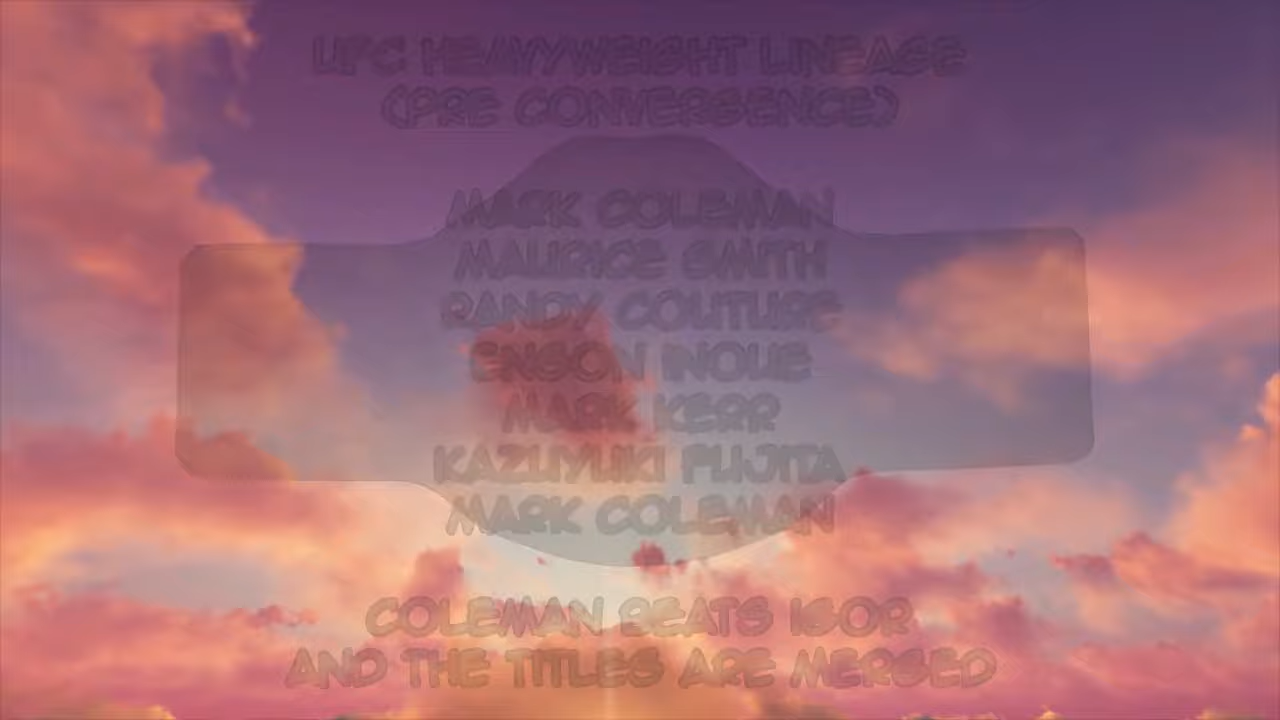 UFC HEAVYWEIGHT LINEAGE
(PRE CONVERGENCE)
MARK COLEMAN
MAURICE SMITH
RANDY COUTURE
ENSON INOUE
MARK KERR
KAZUYUKI FUJITA
MARK COLEMAN
COLEMAN BEATS IGOR
AND THE TITLES ARE MERGED